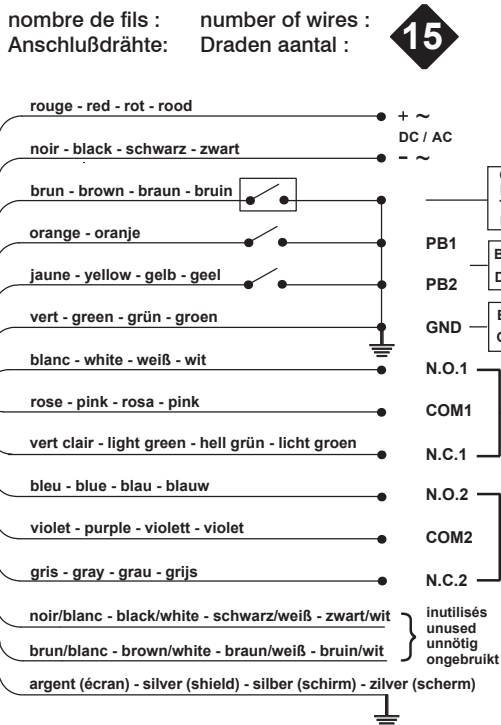 nombre de fils : number of wires :
Anschlußdrähte: Draden aantal :
15
rouge - red - rot - rood
+ ~
DC / AC
noir - black - schwarz - zwart
- ~
brun - brown - braun - bruin
orange - oranje
PB1
jaune - yellow - gelb - geel
PB2
vert - green - grün - groen
GND
blanc - white - weiß - wit
N.O.1
rose - pink - rosa - pink
COM1
vert clair - light green - hell grün - licht groen
N.C.1
bleu - blue - blau - blauw
N.O.2
violet - purple - violett - violet
COM2
gris - gray - grau - grijs
N.C.2
noir/blanc - black/white - schwarz/weiß - zwart/wit
brun/blanc - brown/white - braun/weiß - bruin/wit
inutilisés
unused
unnötig
ongebruikt
argent (écran) - silver (shield) - silber (schirm) - zilver (scherm)